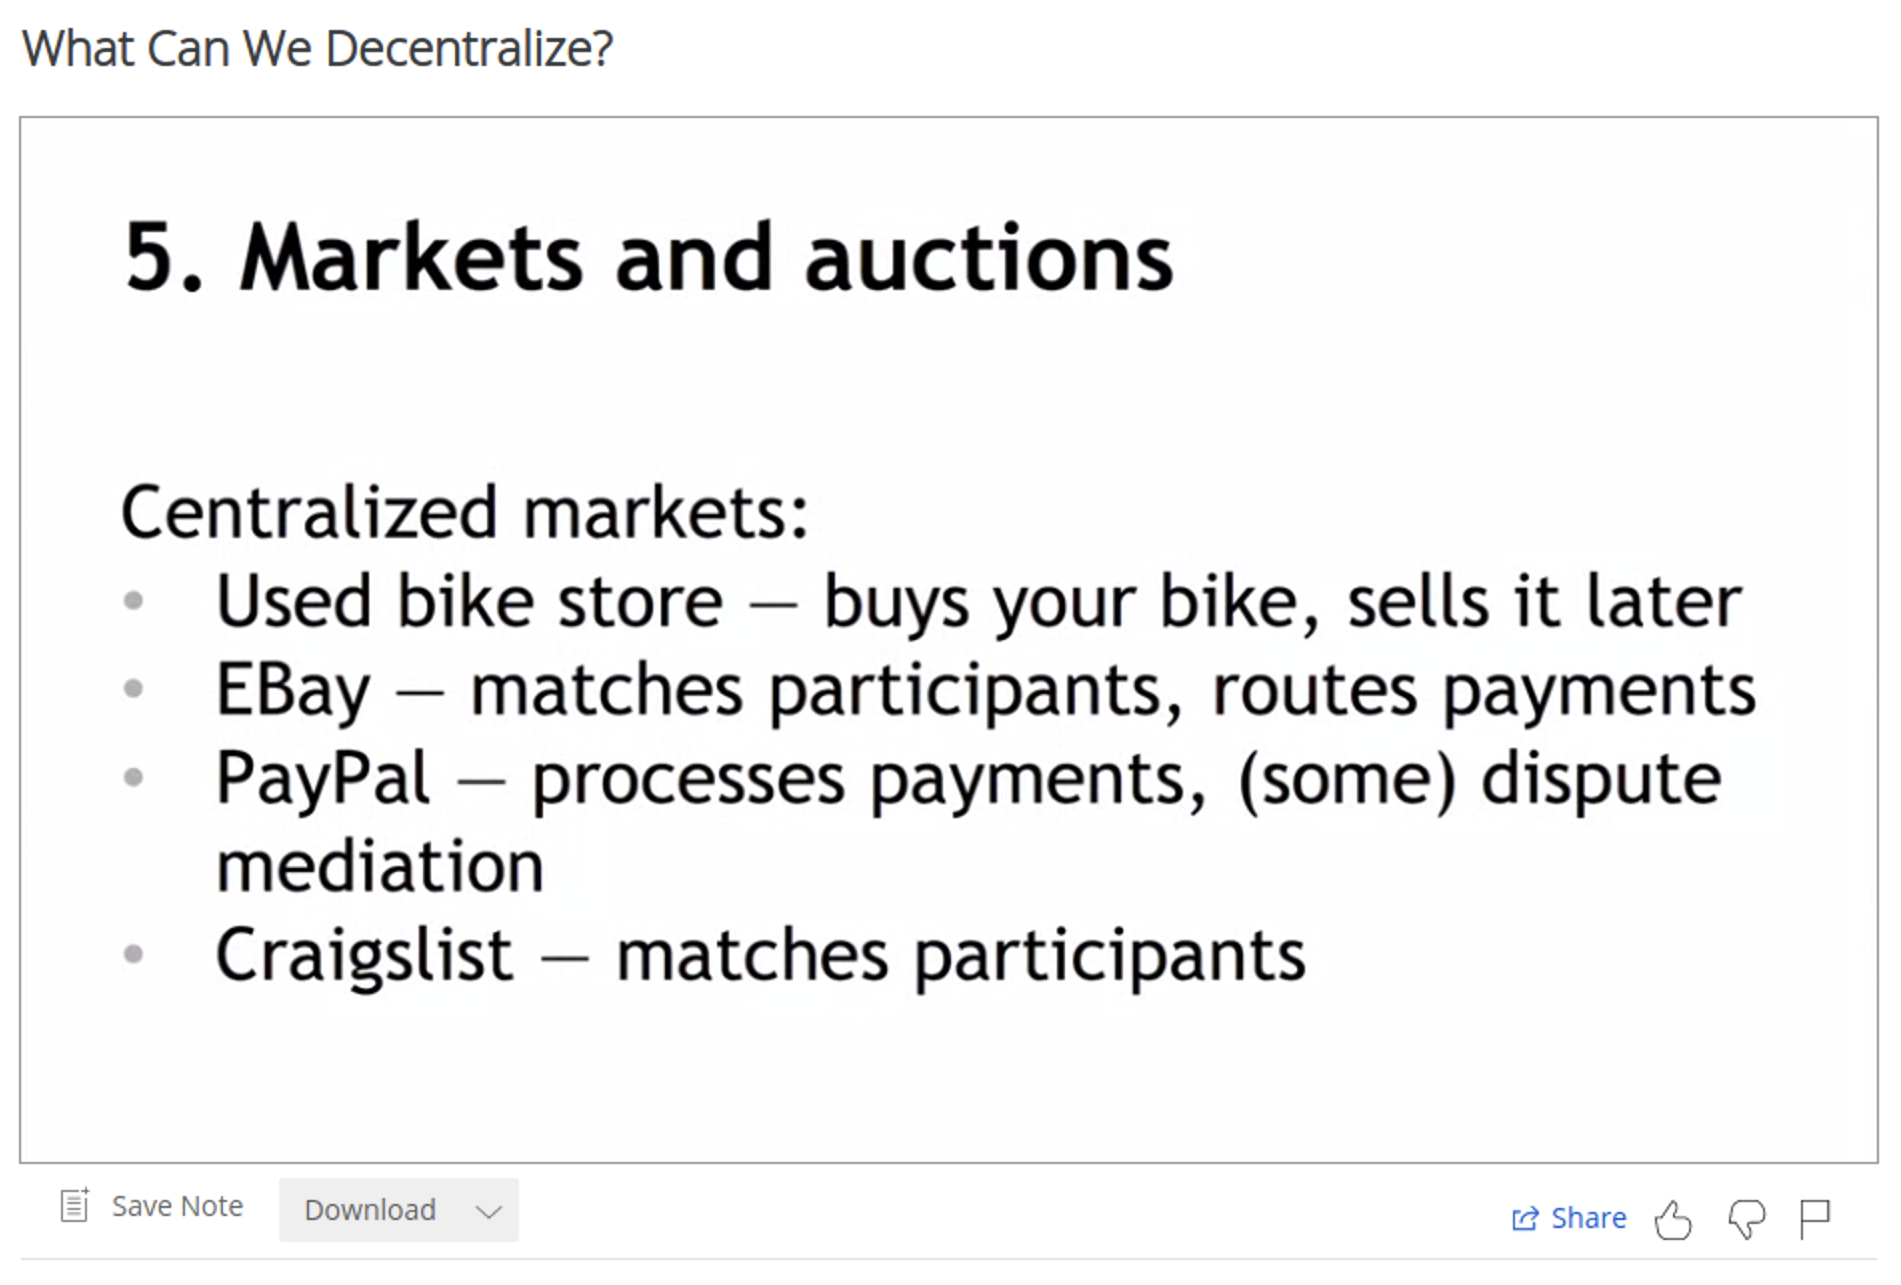 What Can We Decentralize?
5. Markets and auctions
Centralized markets:
• Used bike store — buys your bike, sells it later
• EBay — matches participants, routes payments
• PayPal — processes payments, (some) dispute
mediation
• Craigslist — matches participants
Save Note Download Share